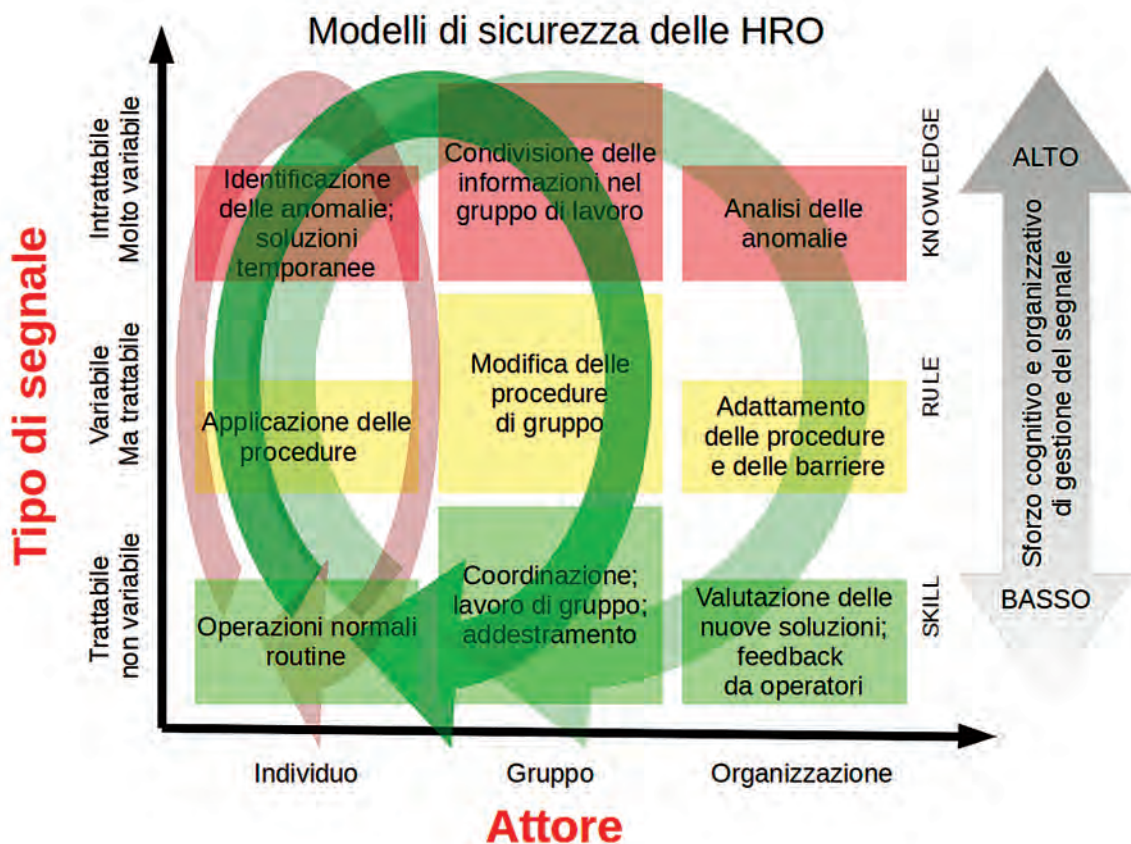 Modelli di sicurezza delle HRO
Tipo di segnale
Intrattabile
Molto variabile
Identificazione
delle anomalie;
soluzioni
temporanee
Condivisione delle
informazioni nel
gruppo di lavoro
Analisi delle
anomalie
KNOWLEDGE
Variabile
Ma trattabile
Applicazione delle
procedure
Modifica delle
procedure
di gruppo
Adattamento
delle procedure
e delle barriere
RULE
Trattabile
non variabile
Operazioni normali
routine
Coordinazione;
lavoro di gruppo;
addestramento
Valutazione delle
nuove soluzioni;
feedback
da operatori
SKILL
ALTO
Sforzo cognitivo e organizzativo
di gestione del segnale
BASSO
Individuo
Gruppo
Organizzazione
Attore